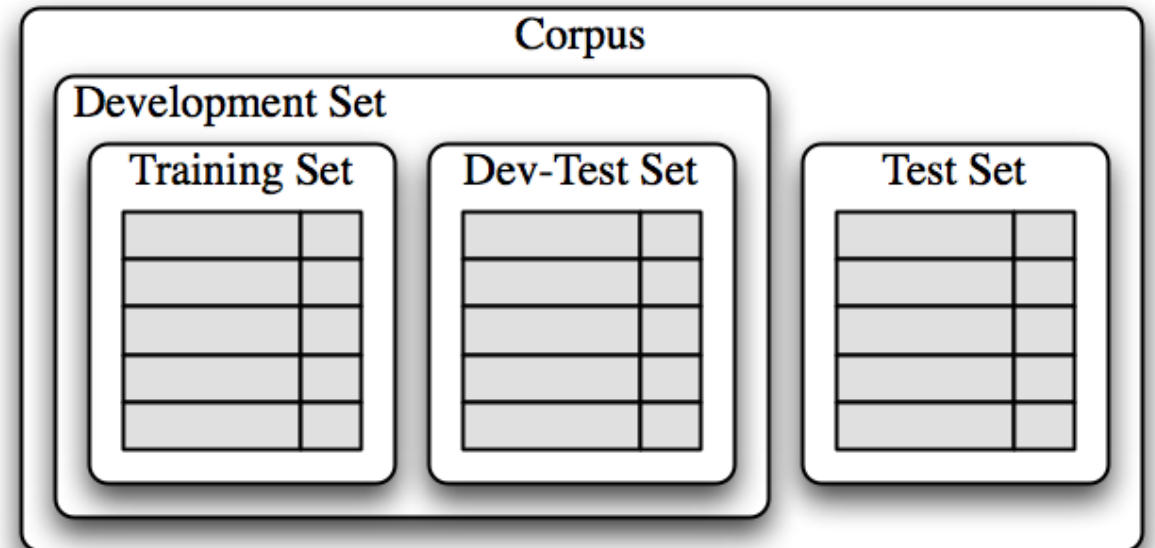 Corpus
Development Set
Training Set
Dev-Test Set
Test Set